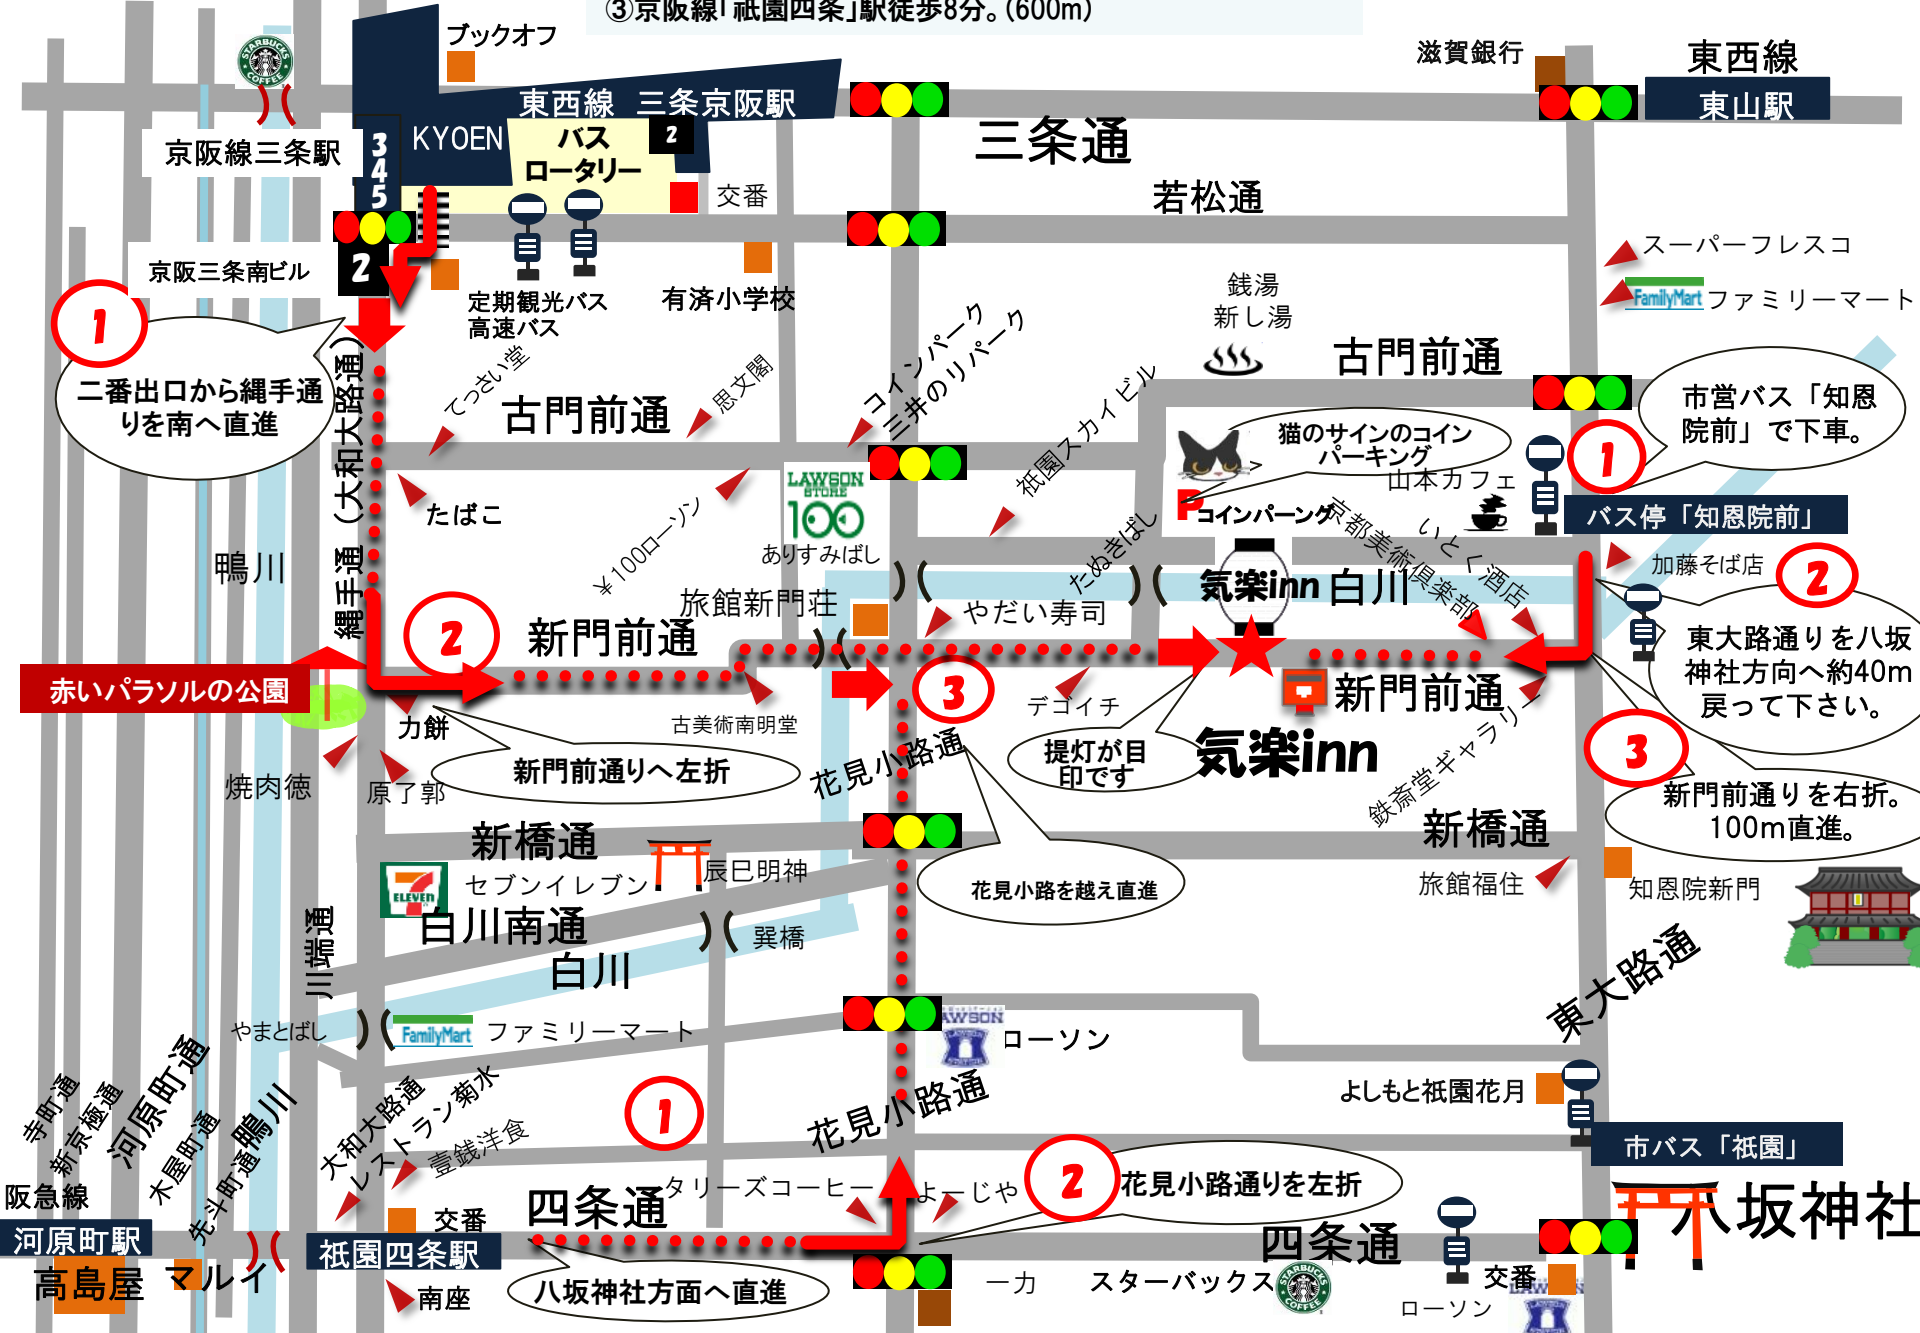 ③京阪線「祇園四条」駅徒歩8分。(600m)
ブックオフ
滋賀銀行
東西線
STARBUCKS
COFFEE
東西線 三条京阪駅
東山駅
京阪線三条駅
3
4
5
KYOEN
バス
ロータリー
2
三条通
交番
若松通
京阪三条南ビル
2
スーパーフレスコ
FamilyMart
ファミリーマート
定期観光バス
高速バス
有済小学校
銭湯
新し湯
1
二番出口から縄手通
りを南へ直進
縄手通(大和大路通)
てっさい堂
古門前通
思文閣
コインパーク
三井のリパーク
祇園スカイビル
古門前通
市営バス「知恩
院前」で下車。
1
猫のサインのコイン
パーキング
山本カフェ
P
コインパーング
LAWSON
STORE
100
たばこ
¥100ローソン
ありすみばし
たぬきばし
京都美術倶楽部
いとく酒店
バス停「知恩院前」
加藤そば店
鴨川
2
新門前通
旅館新門荘
やだい寿司
気楽inn
白川
2
東大路通りを八坂
神社方向へ約40m
戻って下さい。
赤いパラソルの公園
力餅
古美術南明堂
3
デゴイチ
新門前通
気楽inn
提灯が目
印です
鉄斎堂ギャラリー
3
新門前通りを右折。
100m直進。
焼肉徳
原了郭
新門前通りへ左折
花見小路通
新橋通
新橋通
ELEVEN
セブンイレブン
辰巳明神
花見小路を越え直進
旅館福住
知恩院新門
川端通
白川南通
白川
巽橋
東大路通
やまとばし
FamilyMart
ファミリーマート
LAWSON
ローソン
寺町通
新京極通
河原町通
木屋町通
先斗町通
鴨川
大和大路通
レストラン菊水
壹銭洋食
1
花見小路通
よしもと祇園花月
市バス「祇園」
阪急線
河原町駅
高島屋
マルイ
祇園四条駅
交番
四条通
タリーズコーヒー
よーじや
2
花見小路通りを左折
四条通
八坂神社
南座
八坂神社方面へ直進
一力
スターバックス
STARBUCKS
COFFEE
交番
ローソン
LAWSON